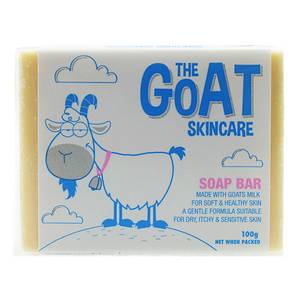 THE
GOAT
SKINCARE
SOAP BAR
MADE WITH GOATS MILK
FOR SOFT & HEALTHY SKIN
A GENTLE FORMULA SUITABLE
FOR DRY, ITCHY & SENSITIVE SKIN
100g
NET WHEN PACKED